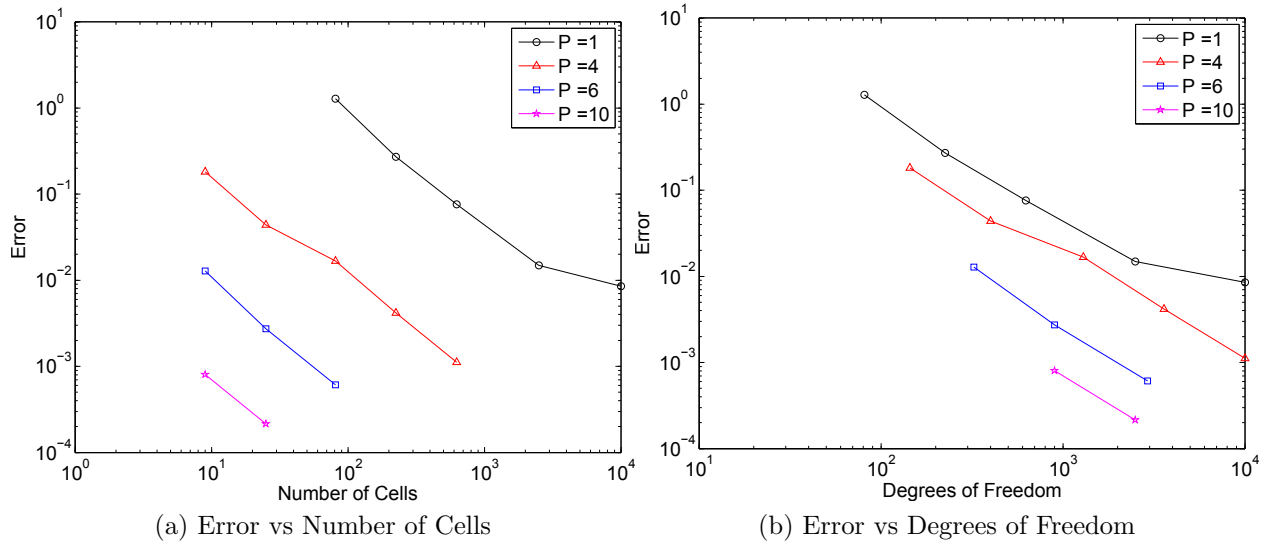 10^1
10^0
10^-1
10^-2
10^-3
10^-4
Error
P =1
P =4
P =6
P =10
10^0
10^1
10^2
10^3
10^4
Number of Cells
(a) Error vs Number of Cells
10^1
10^0
10^-1
10^-2
10^-3
10^-4
Error
P =1
P =4
P =6
P =10
10^1
10^2
10^3
10^4
Degrees of Freedom
(b) Error vs Degrees of Freedom